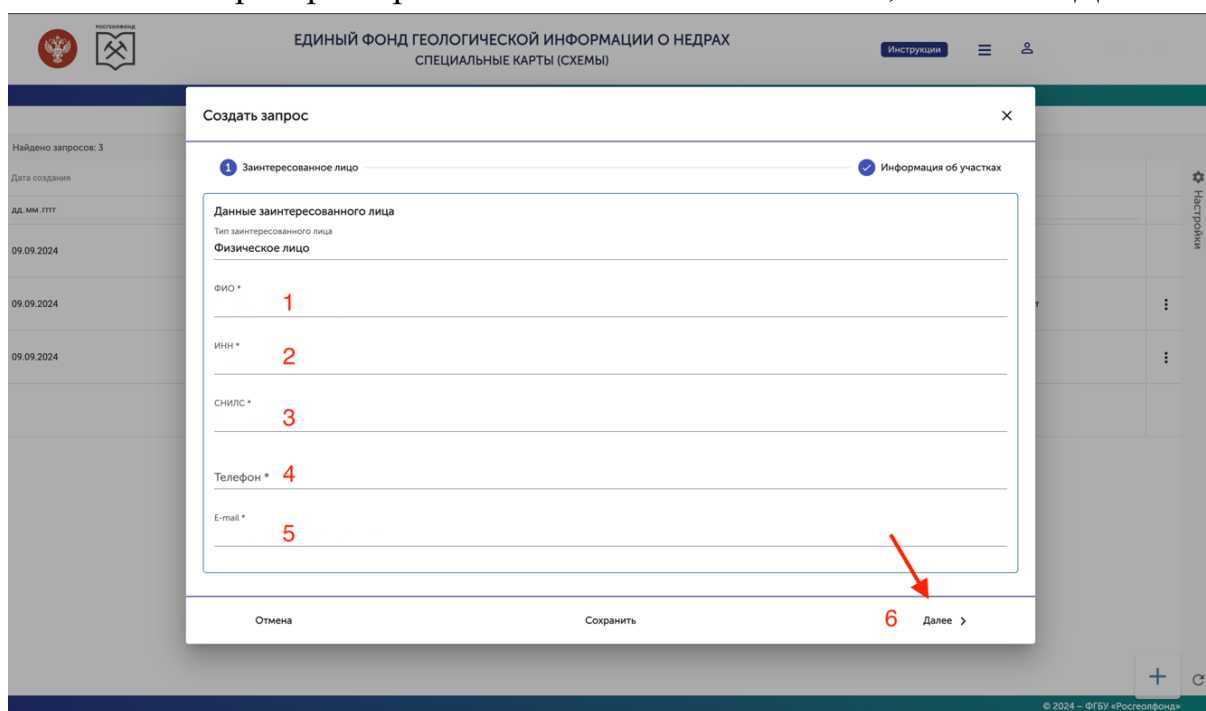 РОСГЕОЛФОНД
ЕДИНЫЙ ФОНД ГЕОЛОГИЧЕСКОЙ ИНФОРМАЦИИ О НЕДРАХ
СПЕЦИАЛЬНЫЕ КАРТЫ (СХЕМЫ)
Инструкции
Создать запрос
Найдено запросов: 3
1 Заинтересованное лицо
Информация об участках
Дата создания
Настройки
дд.мм.гггг
Данные заинтересованного лица
Тип заинтересованного лица
Физическое лицо
09.09.2024
ФИО *
1
09.09.2024
т
ИНН *
2
09.09.2024
СНИЛС *
3
Телефон * 4
E-mail *
5
Отмена
Сохранить
6 Далее >
© 2024 – ФГБУ «Росгеолфонд»